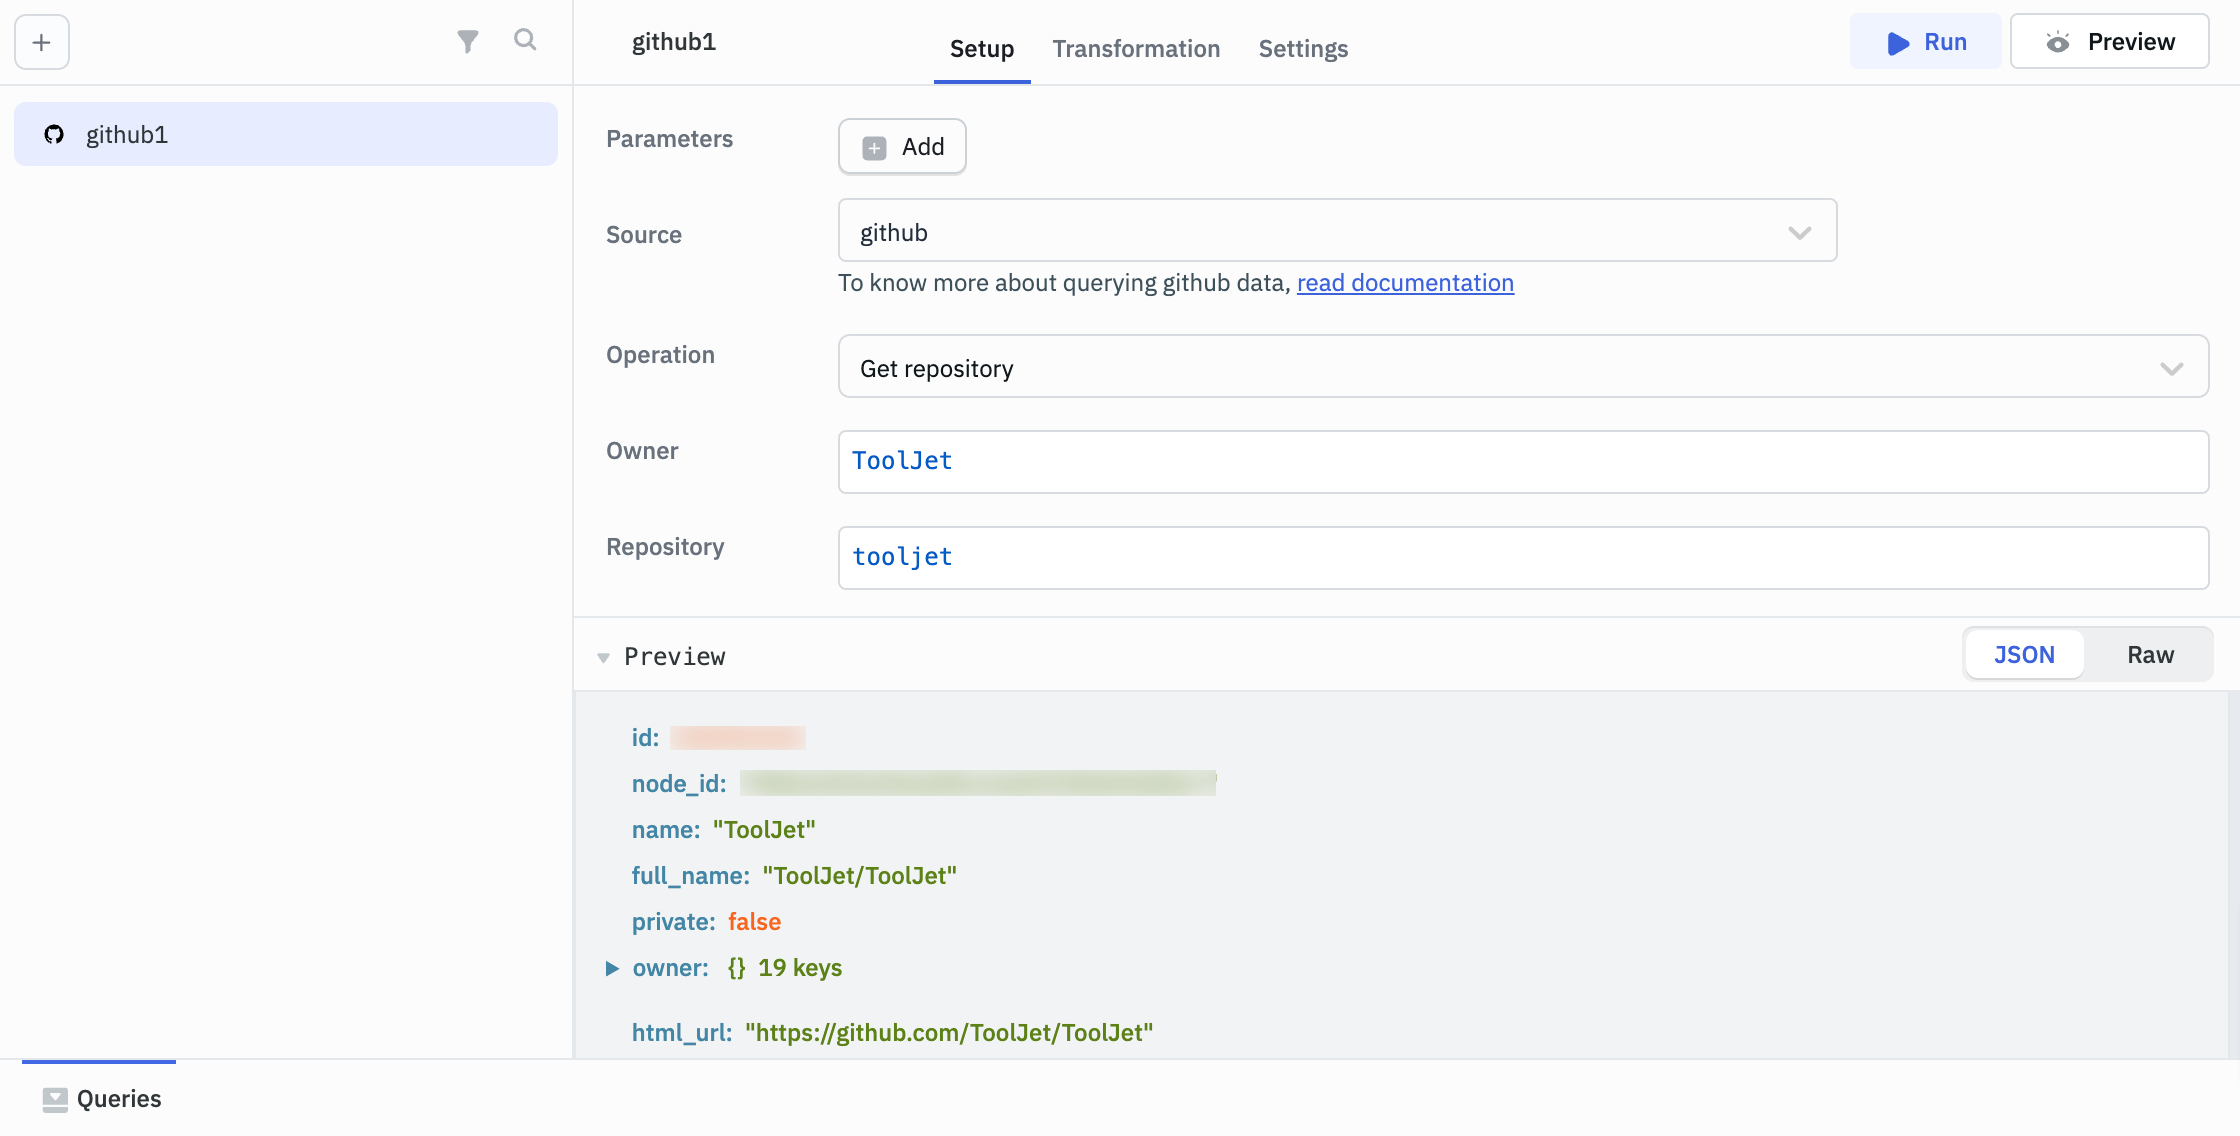 github1
Setup Transformation Settings
Run Preview
github1
Parameters
Add
Source
github
To know more about querying github data, read documentation
Operation
Get repository
Owner
ToolJet
Repository
tooljet
Preview
JSON Raw
id:
node_id:
name: "ToolJet"
full_name: "ToolJet/ToolJet"
private: false
owner: {} 19 keys
html_url: "https://github.com/ToolJet/ToolJet"
Queries